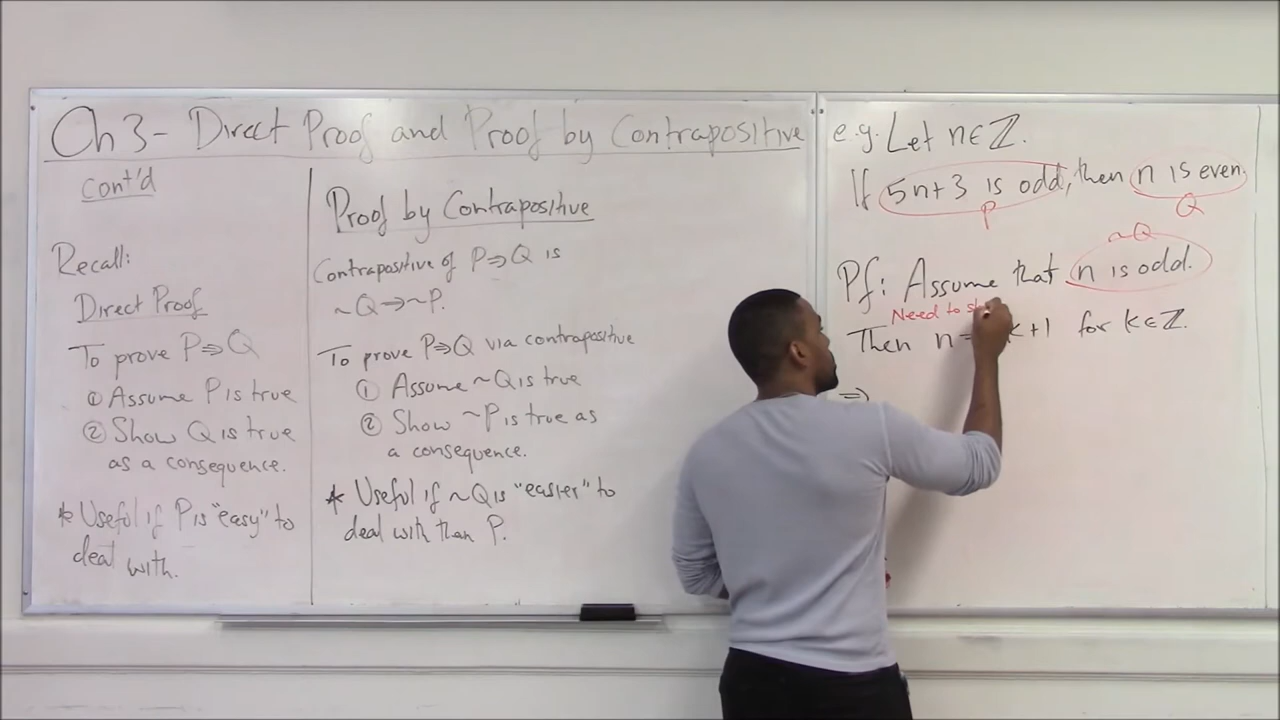 Ch 3 - Direct Proof and Proof by Contrapositive
cont'd
Recall:
Direct Proof
To prove P⇒Q
① Assume P is true
② Show Q is true
as a consequence.
* Useful if P is "easy" to
deal with.
Proof by Contrapositive
Contrapositive of P⇒Q is
~Q→~P.
To prove P⇒Q via contrapositive
① Assume ~Q is true
② Show ~P is true as
a consequence.
* Useful if ~Q is "easier" to
deal with than P.
e.g. Let n∈ℤ.
If 5n+3 is odd, then n is even.
P
Q
~Q
Pf: Assume that n is odd.
Need to
Then n= k+1 for k∈ℤ.
⇒